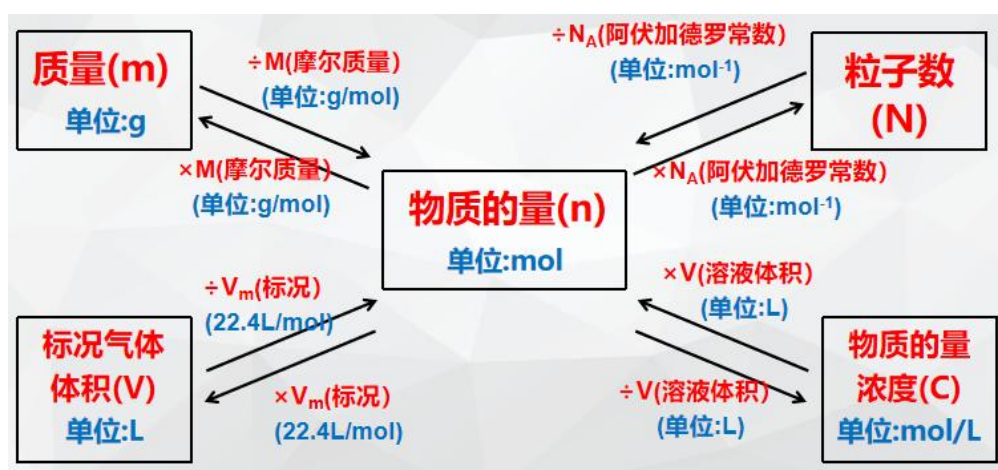 质量(m)
单位:g
÷M(摩尔质量)
(单位:g/mol)
×M(摩尔质量)
(单位:g/mol)
÷N_A(阿伏加德罗常数)
(单位:mol⁻¹)
粒子数
(N)
×N_A(阿伏加德罗常数)
(单位:mol⁻¹)
物质的量(n)
单位:mol
÷Vₘ(标况)
(22.4L/mol)
标况气体
体积(V)
单位:L
×Vₘ(标况)
(22.4L/mol)
×V(溶液体积)
(单位:L)
÷V(溶液体积)
(单位:L)
物质的量
浓度(C)
单位:mol/L